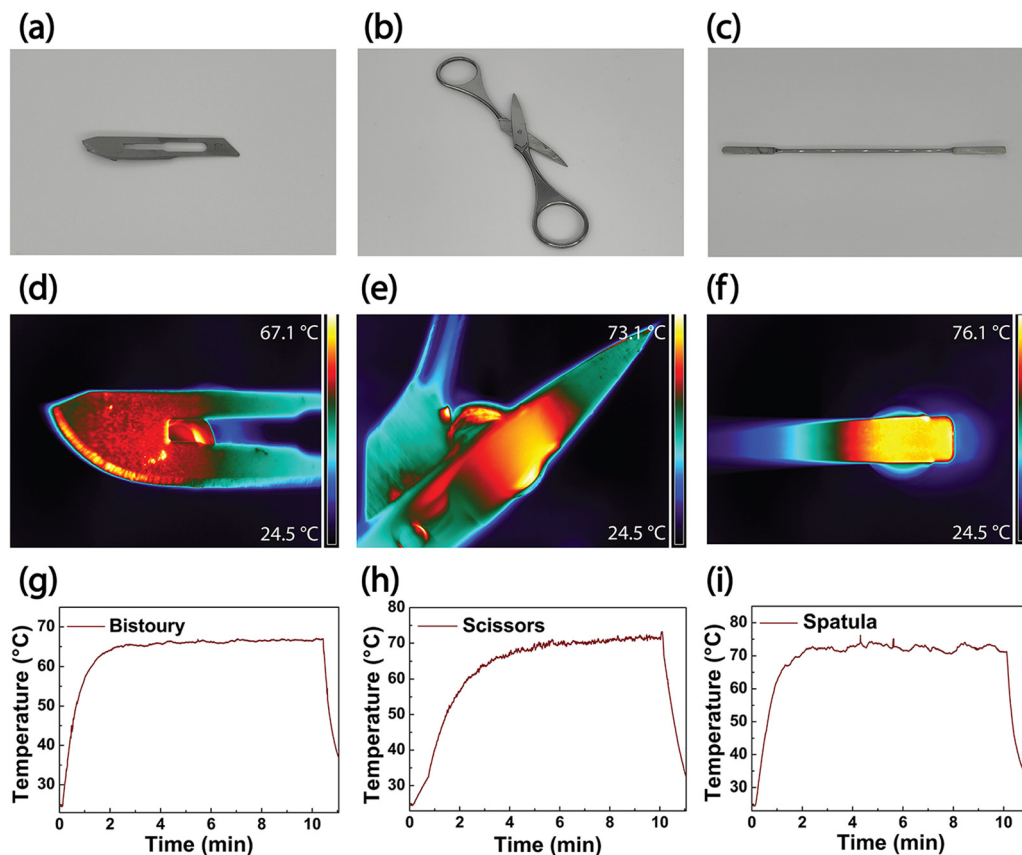 (a)
(b)
(c)
(d)
(e)
(f)
67.1 °C
73.1 °C
76.1 °C
24.5 °C
24.5 °C
24.5 °C
(g)
(h)
(i)
Bistoury
Scissors
Spatula
Temperature (°C)
70
60
50
40
30
0
2
4
6
8
10
Time (min)
Temperature (°C)
80
70
60
50
40
30
0
2
4
6
8
10
Time (min)
Temperature (°C)
80
70
60
50
40
30
0
2
4
6
8
10
Time (min)